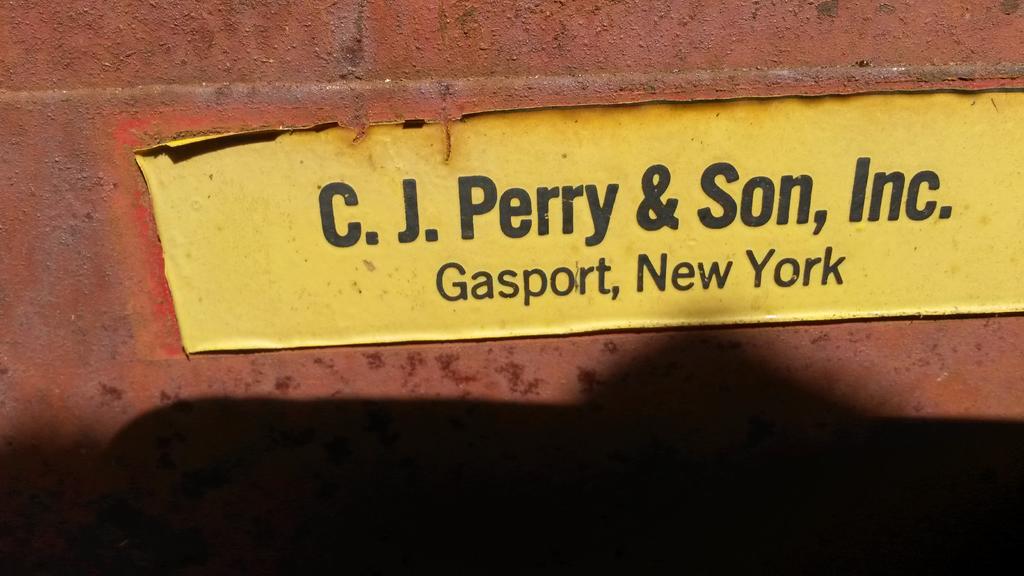 C. J. Perry & Son, Inc.
Gasport, New York